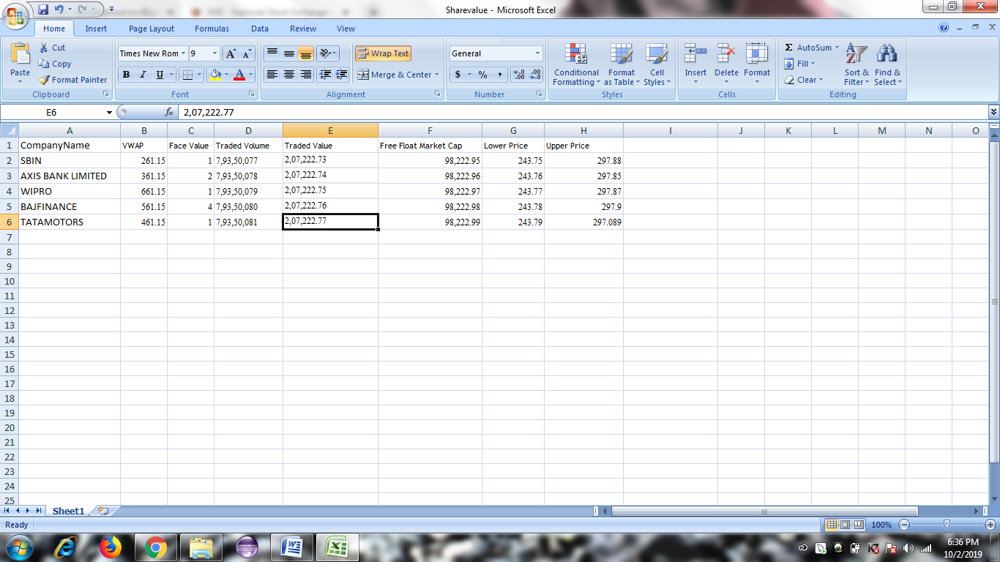 Sharevalue - Microsoft Excel
Home Insert Page Layout Formulas Data Review View
Paste
Cut
Copy
Format Painter
Clipboard
Times New Rom 9
B I U
Font
Wrap Text
Merge & Center
Alignment
General
$ % ,
Number
Conditional Formatting
Format as Table
Cell Styles
Styles
Insert Delete Format
Cells
Σ AutoSum
Fill
Clear
Sort & Filter
Find & Select
Editing
E6 fx 2,07,222.77
A B C D E F G H I J K L M N O
1 CompanyName VWAP Face Value Traded Volume Traded Value Free Float Market Cap Lower Price Upper Price
2 SBIN 261.15 1 7,93,50,077 2,07,222.73 98,222.95 243.75 297.88
3 AXIS BANK LIMITED 361.15 2 7,93,50,078 2,07,222.74 98,222.96 243.76 297.85
4 WIPRO 661.15 1 7,93,50,079 2,07,222.75 98,222.97 243.77 297.87
5 BAJFINANCE 561.15 4 7,93,50,080 2,07,222.76 98,222.98 243.78 297.9
6 TATAMOTORS 461.15 1 7,93,50,081 2,07,222.77 98,222.99 243.79 297.089
7
8
9
10
11
12
13
14
15
16
17
18
19
20
21
22
23
24
25
Sheet1
Ready 100%
6:36 PM
10/2/2019